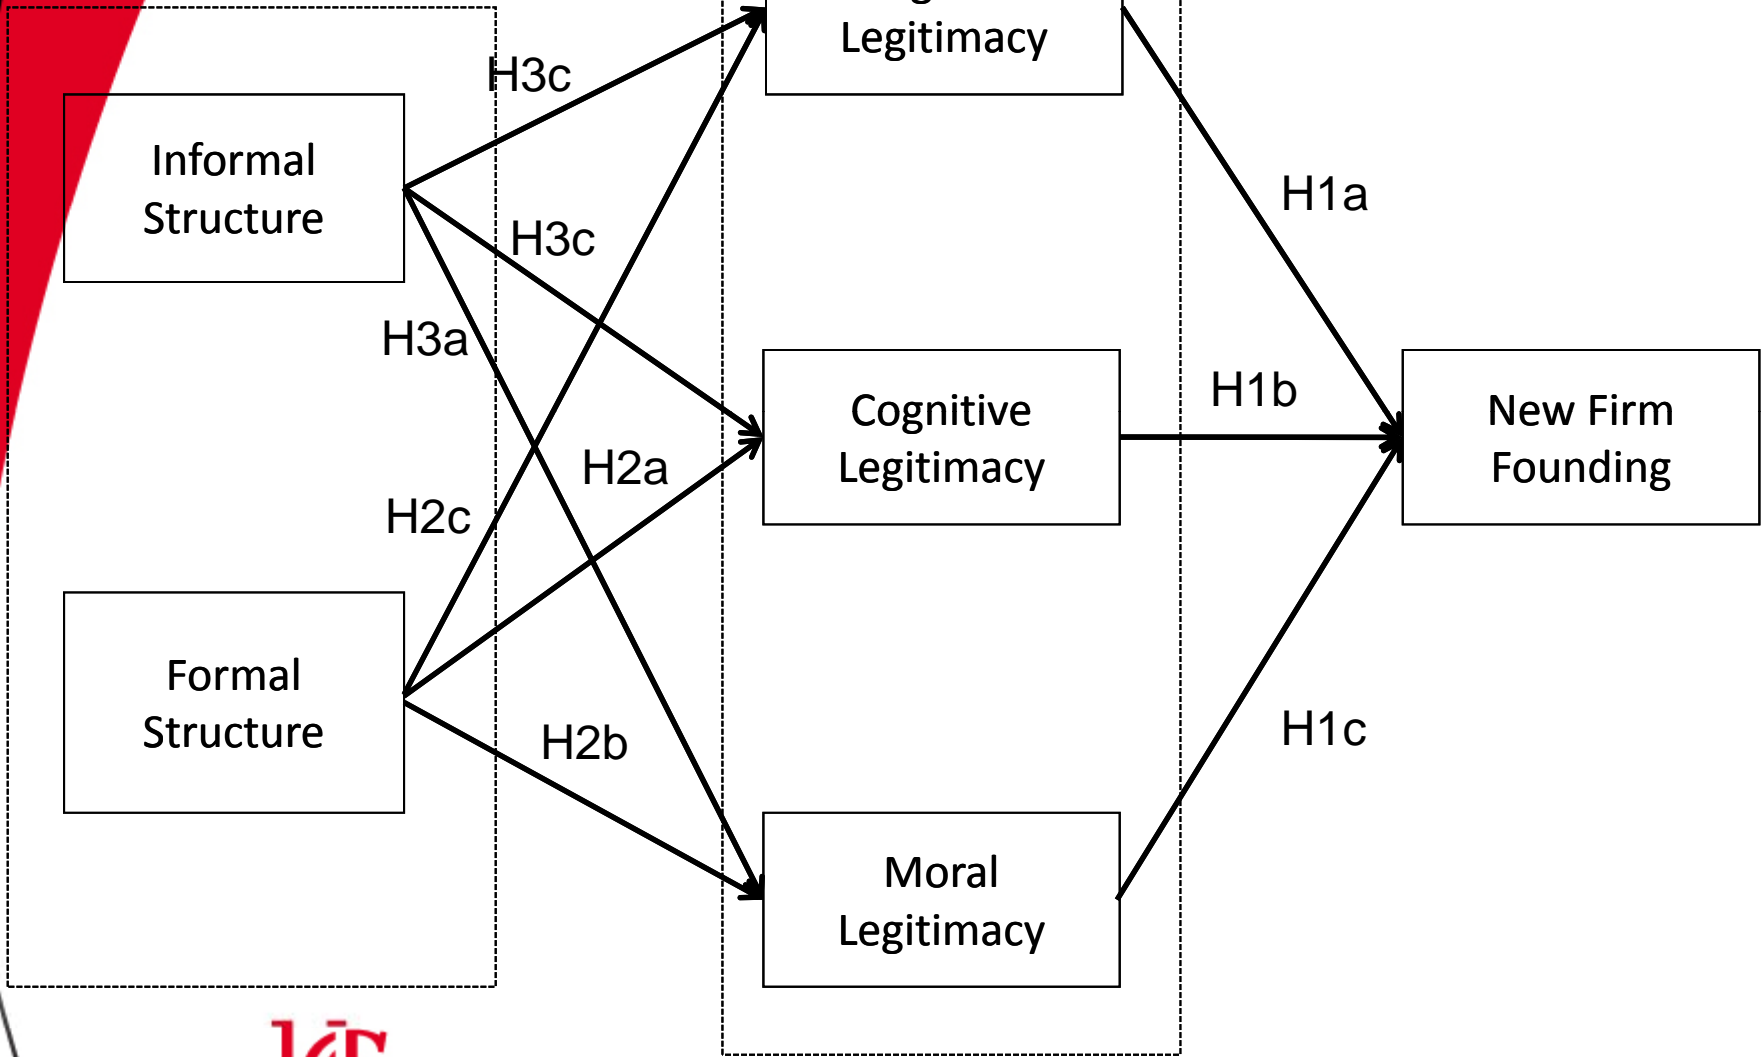 Legitimacy
H3c
Informal
Structure
H1a
H3c
H3a
Cognitive
Legitimacy
H1b
New Firm
Founding
H2a
H2c
Formal
Structure
H2b
H1c
Moral
Legitimacy